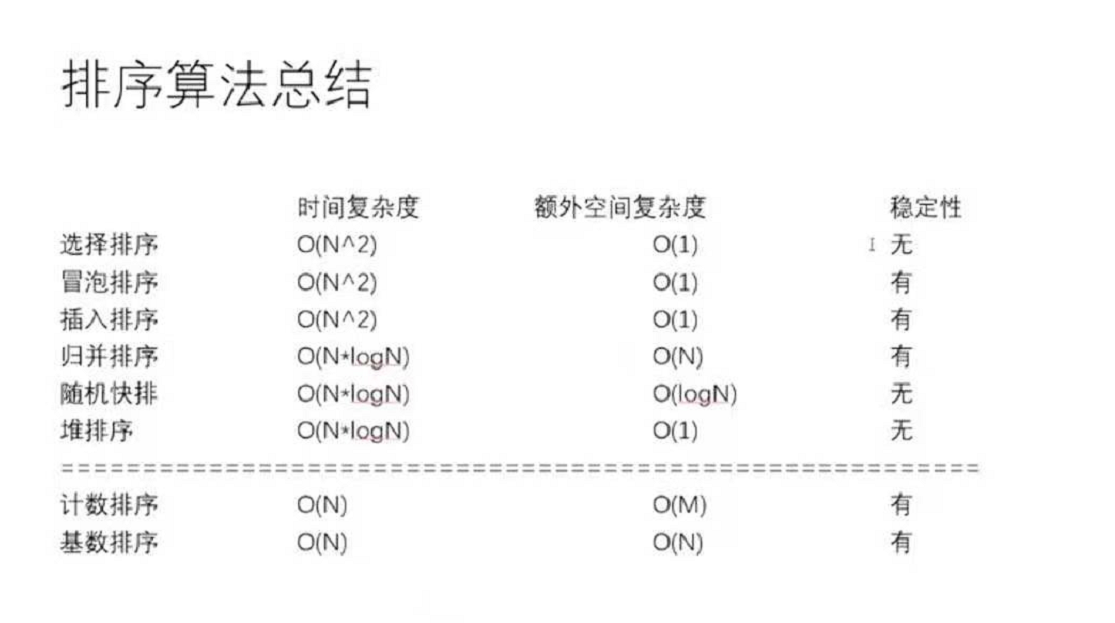 排序算法总结
时间复杂度 额外空间复杂度 稳定性
选择排序 O(N^2) O(1) 无
冒泡排序 O(N^2) O(1) 有
插入排序 O(N^2) O(1) 有
归并排序 O(N*logN) O(N) 有
随机快排 O(N*logN) O(logN) 无
堆排序 O(N*logN) O(1) 无
========================================================
计数排序 O(N) O(M) 有
基数排序 O(N) O(N) 有